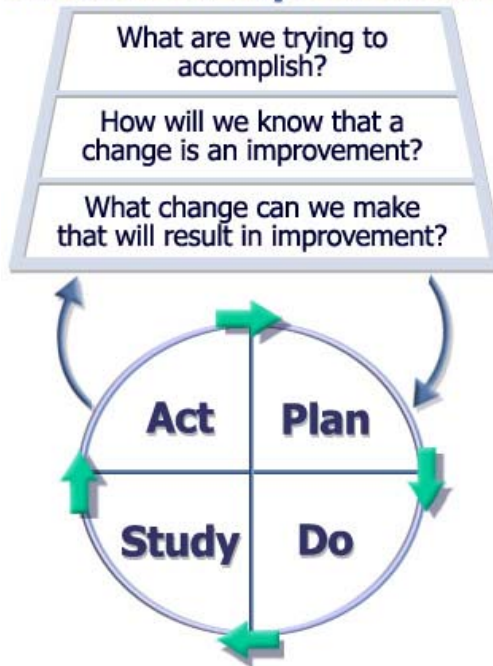 What are we trying to
accomplish?
How will we know that a
change is an improvement?
What change can we make
that will result in improvement?
Act
Plan
Study
Do